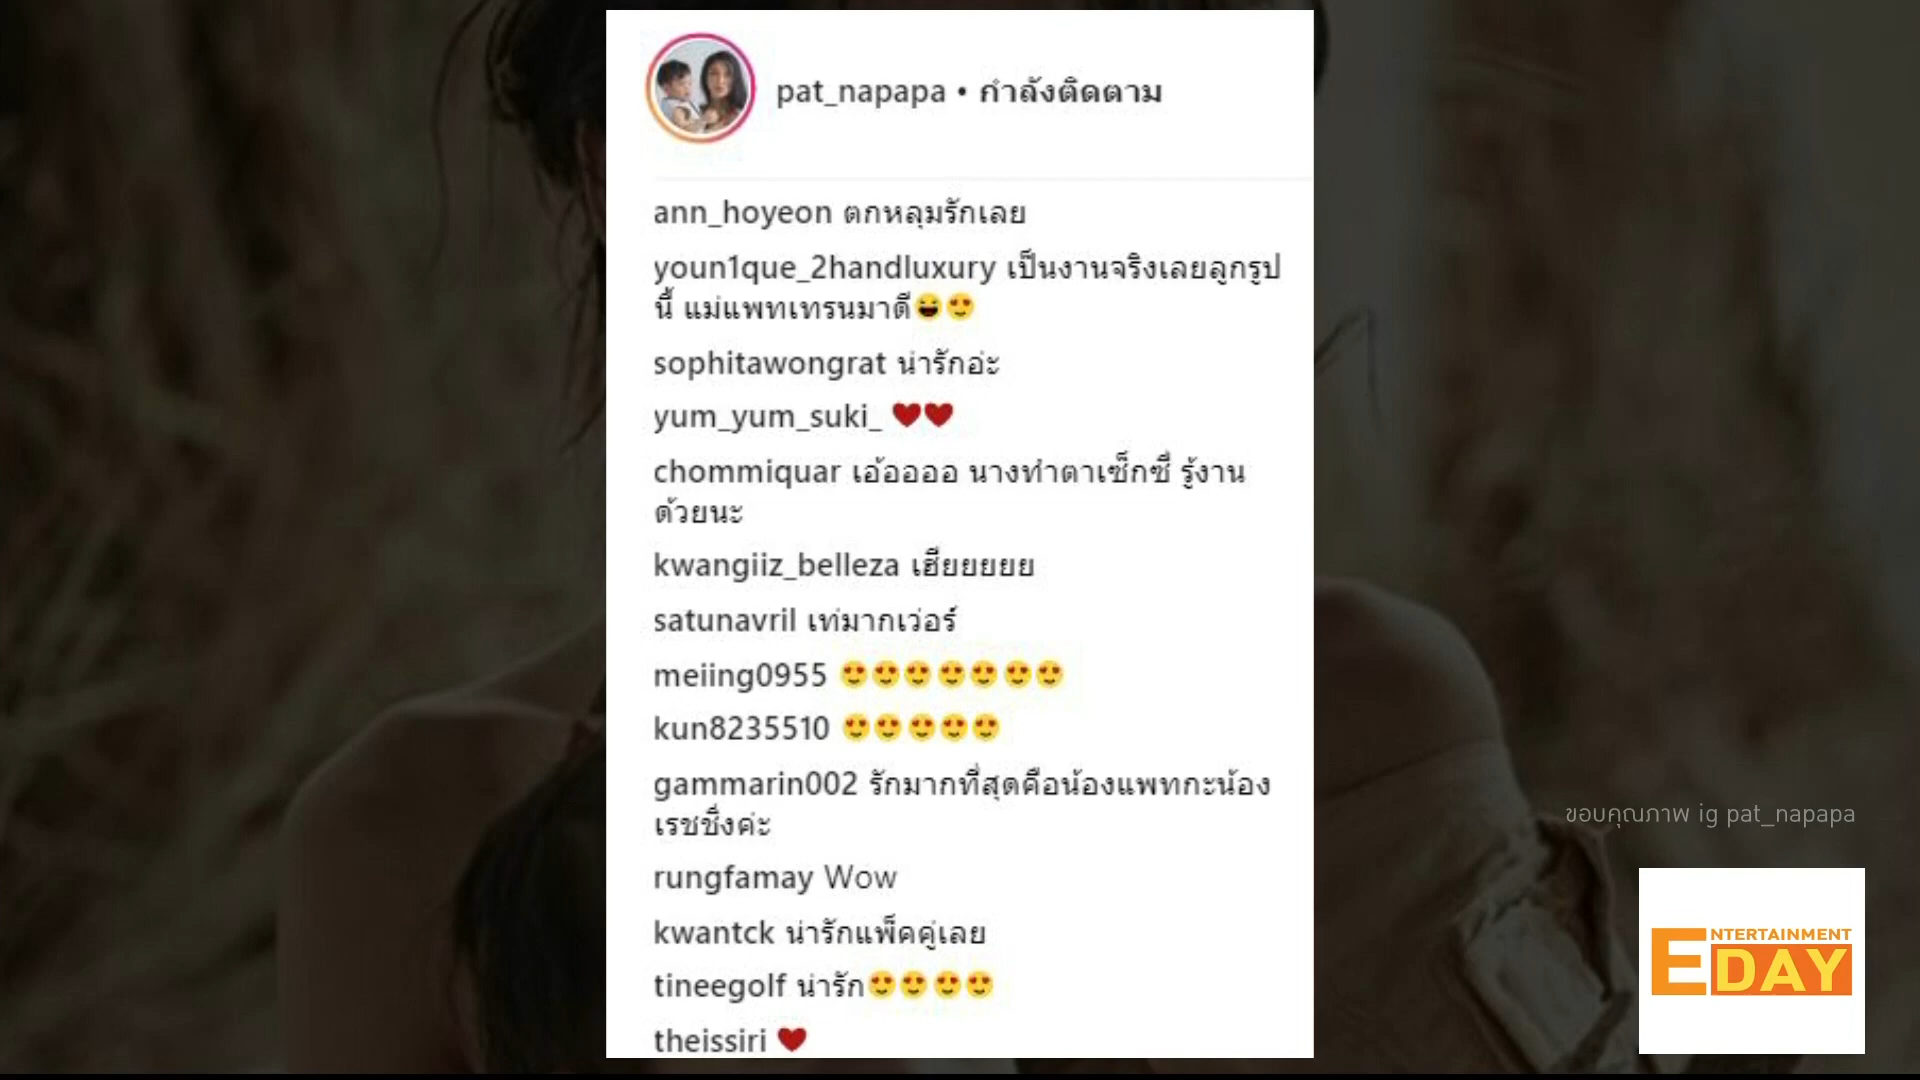 pat_napapa • กำลังติดตาม
ann_hoyeon ตกหลุมรักเลย
youn1que_2handluxury เป็นงานจริงเลยลูกรูป
นี้ แม่แพทเทรนมาดี😆😍
sophitawongrat น่ารักอ่ะ
yum_yum_suki_ ❤❤
chommiquar เอ้ออออ นางทำตาเซ็กซี่ รู้งาน
ด้วยนะ
kwangiiz_belleza เฮียยยยย
satunavril เท่มากเว่อร์
meiing0955 😍😍😍😍😍😍😍
kun8235510 😍😍😍😍😍
gammarin002 รักมากที่สุดคือน้องแพทกะน้อง
เรซซิ่งค่ะ
rungfamay Wow
kwantck น่ารักแพ็คคู่เลย
tineegolf น่ารัก😍😍😍😍
theissiri ❤
ขอบคุณภาพ ig pat_napapa
ENTERTAINMENT
DAY